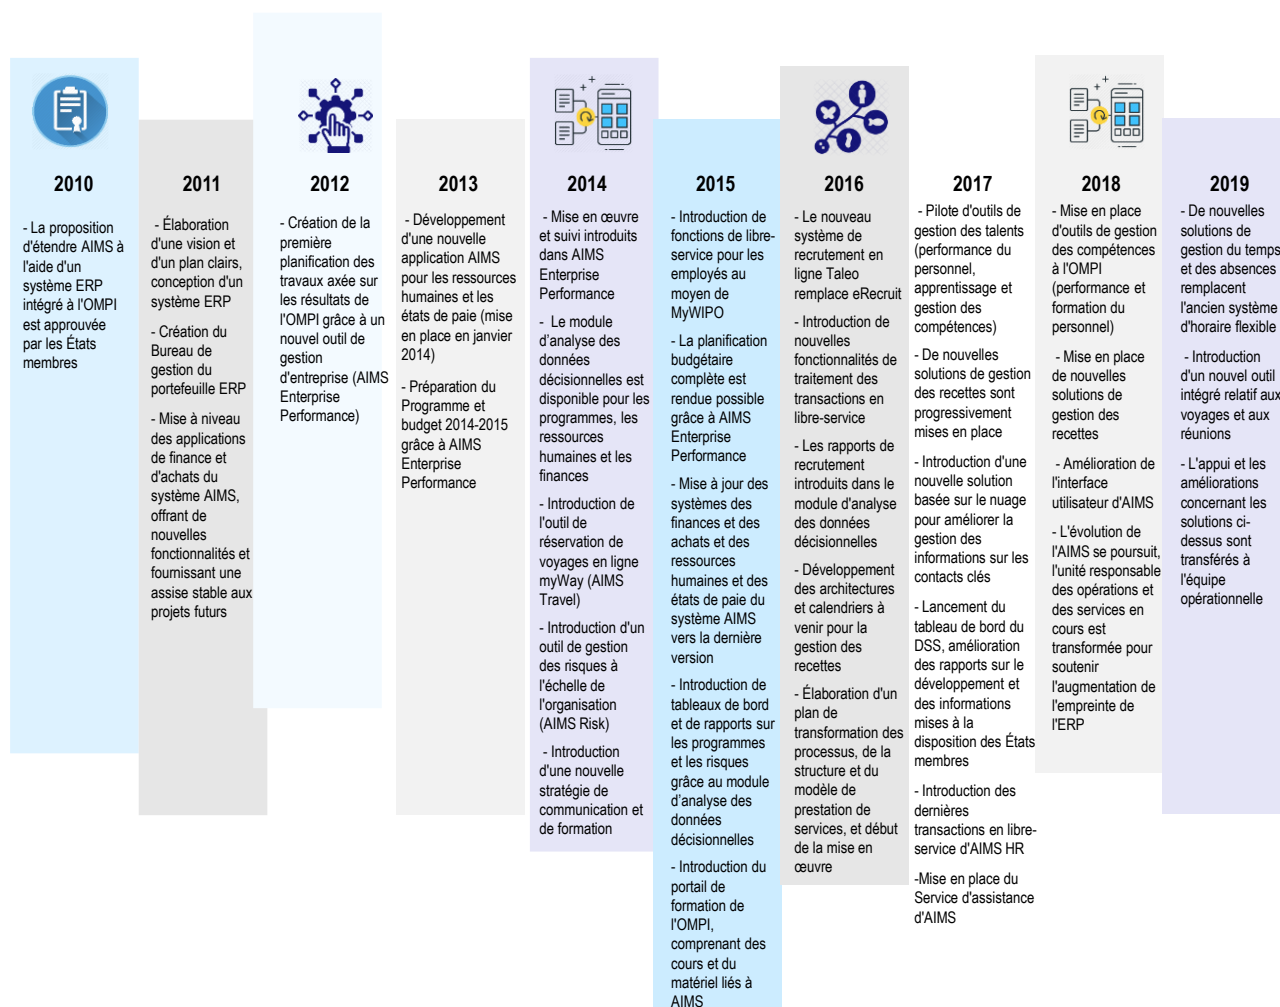 2010
- La proposition
d'étendre AIMS à
l'aide d'un
système ERP
intégré à l'OMPI
est approuvée
par les États
membres
2011
- Élaboration
d'une vision et
d'un plan clairs,
conception d'un
système ERP
- Création du
Bureau de
gestion du
portefeuille ERP
- Mise à niveau
des applications
de finance et
d'achats du
système AIMS,
offrant de
nouvelles
fonctionnalités et
fournissant une
assise stable aux
projets futurs
2012
- Création de la
première
planification des
travaux axée sur
les résultats de
l'OMPI grâce à un
nouvel outil de
gestion
d'entreprise (AIMS
Enterprise
Performance)
2013
- Développement
d'une nouvelle
application AIMS
pour les ressources
humaines et les
états de paie (mise
en place en janvier
2014)
- Préparation du
Programme et
budget 2014-2015
grâce à AIMS
Enterprise
Performance
2014
- Mise en œuvre
et suivi introduits
dans AIMS
Enterprise
Performance
- Le module
d'analyse des
données
décisionnelles est
disponible pour les
programmes, les
ressources
humaines et les
finances
- Introduction de
l'outil de
réservation de
voyages en ligne
myWay (AIMS
Travel)
- Introduction d'un
outil de gestion
des risques à
l'échelle de
l'organisation
(AIMS Risk)
- Introduction
d'une nouvelle
stratégie de
communication et
de formation
2015
- Introduction de
fonctions de libre-
service pour les
employés au
moyen de
MyWIPO
- La planification
budgétaire
complète est
rendue possible
grâce à AIMS
Enterprise
Performance
- Mise à jour des
systèmes des
finances et des
achats et des
ressources
humaines et des
états de paie du
système AIMS
vers la dernière
version
- Introduction de
tableaux de bord
et de rapports sur
les programmes
et les risques
grâce au module
d'analyse des
données
décisionnelles
- Introduction du
portail de
formation de
l'OMPI,
comprenant des
cours et du
matériel liés à
AIMS
2016
- Le nouveau
système de
recrutement en
ligne Taleo
remplace eRecruit
- Introduction de
nouvelles
fonctionnalités de
traitement des
transactions en
libre-service
- Les rapports de
recrutement
introduits dans le
module d'analyse
des données
décisionnelles
- Développement
des architectures
et calendriers à
venir pour la
gestion des
recettes
- Élaboration d'un
plan de
transformation des
processus, de la
structure et du
modèle de
prestation de
services, et début
de la mise en
œuvre
2017
- Pilote d'outils de
gestion des talents
(performance du
personnel,
apprentissage et
gestion des
compétences)
- De nouvelles
solutions de gestion
des recettes sont
progressivement
mises en place
- Introduction d'une
nouvelle solution
basée sur le nuage
pour améliorer la
gestion des
informations sur les
contacts clés
- Lancement du
tableau de bord du
DSS, amélioration
des rapports sur le
développement et
des informations
mises à la
disposition des États
membres
- Introduction des
dernières
transactions en libre-
service d'AIMS HR
-Mise en place du
Service d'assistance
d'AIMS
2018
- Mise en place
d'outils de gestion
des compétences
à l'OMPI
(performance et
formation du
personnel)
- Mise en place
de nouvelles
solutions de
gestion des
recettes
- Amélioration de
l'interface
utilisateur d'AIMS
- L'évolution de
l'AIMS se poursuit,
l'unité responsable
des opérations et
des services en
cours est
transformée pour
soutenir
l'augmentation de
l'empreinte de
l'ERP
2019
- De nouvelles
solutions de
gestion du temps
et des absences
remplacent
l'ancien système
d'horaire flexible
- Introduction
d'un nouvel outil
intégré relatif aux
voyages et aux
réunions
- L'appui et les
améliorations
concernant les
solutions ci-
dessus sont
transférés à
l'équipe
opérationnelle